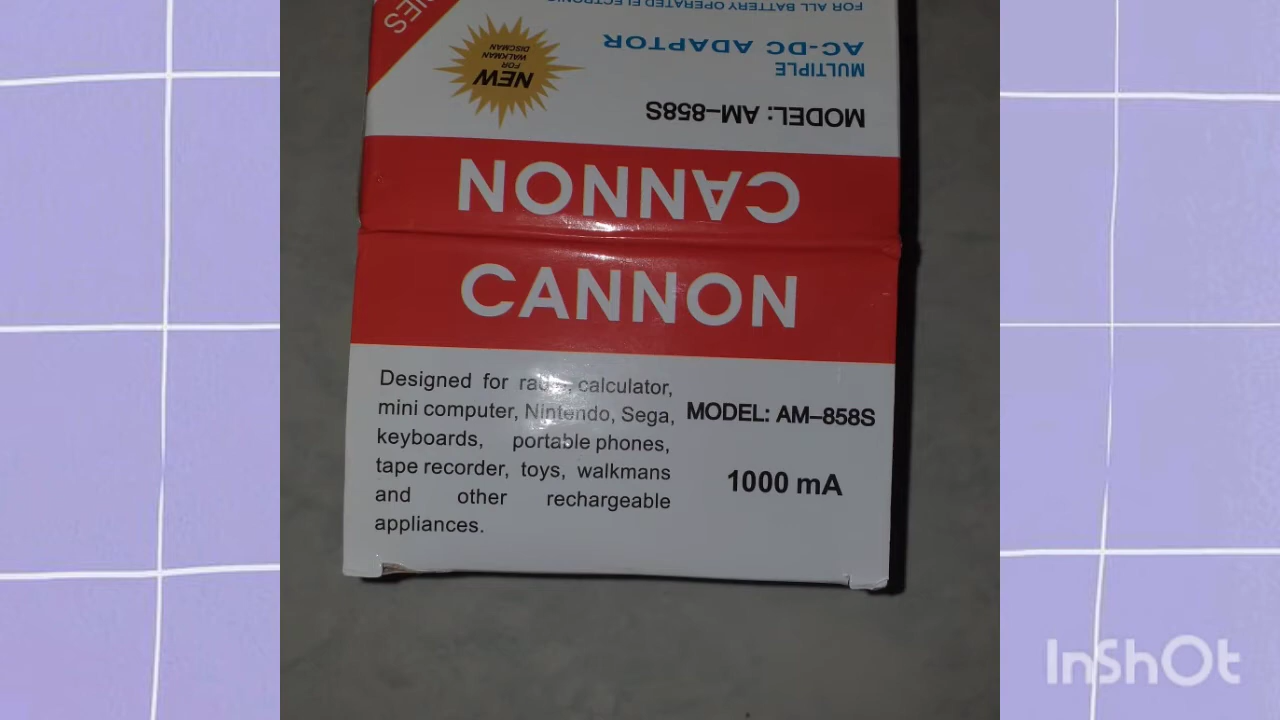 SERIES
FOR ALL BATTERY OPERATED ELECTRONIC
MULTIPLE
AC-DC ADAPTOR
NEW
FOR
WALKMAN
DISCMAN
MODEL: AM-858S
CANNON
CANNON
Designed for radio, calculator,
mini computer, Nintendo, Sega,
keyboards, portable phones,
tape recorder, toys, walkmans
and other rechargeable
appliances.
MODEL: AM-858S
1000 mA
InShOt